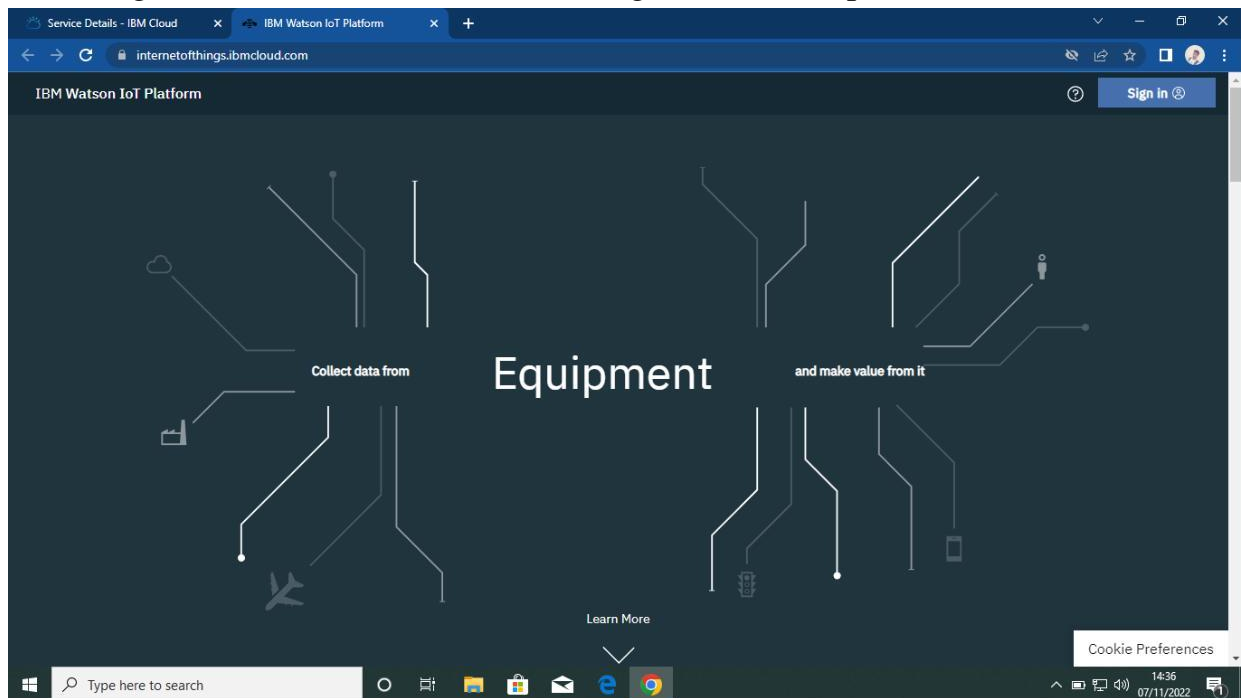 Service Details - IBM Cloud
IBM Watson IoT Platform
internetofthings.ibmcloud.com
IBM Watson IoT Platform
Sign in
Collect data from
Equipment
and make value from it
Learn More
Cookie Preferences
Type here to search
14:36
07/11/2022
1